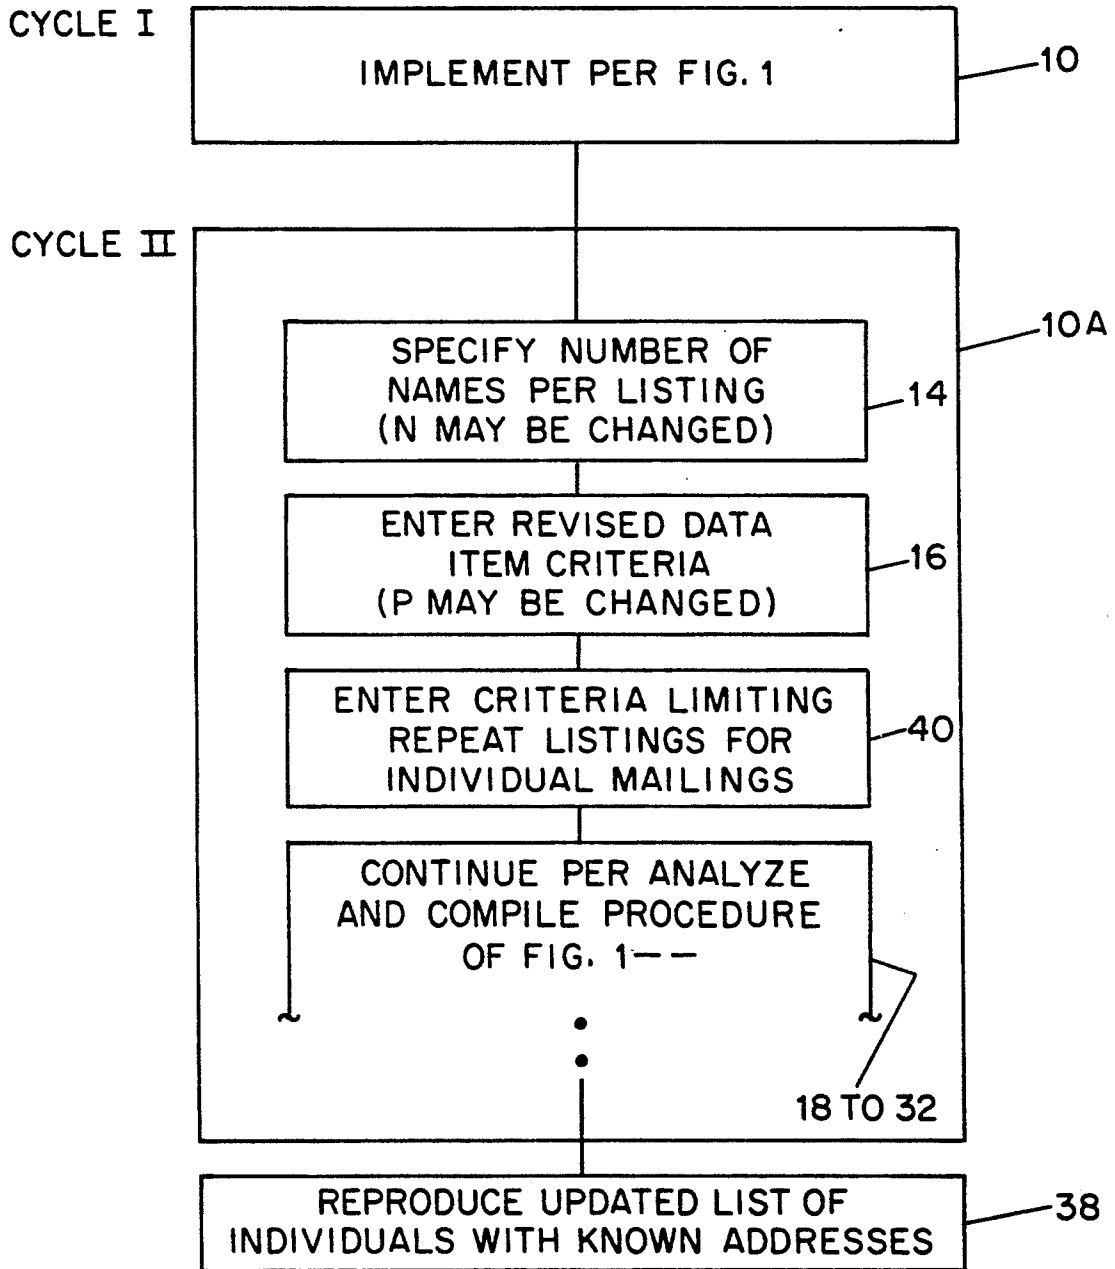 CYCLE I
IMPLEMENT PER FIG. 1
10
CYCLE II
10A
SPECIFY NUMBER OF
NAMES PER LISTING
(N MAY BE CHANGED)
14
ENTER REVISED DATA
ITEM CRITERIA
(P MAY BE CHANGED)
16
ENTER CRITERIA LIMITING
REPEAT LISTINGS FOR
INDIVIDUAL MAILINGS
40
CONTINUE PER ANALYZE
AND COMPILE PROCEDURE
OF FIG. 1--
18 TO 32
REPRODUCE UPDATED LIST OF
INDIVIDUALS WITH KNOWN ADDRESSES
38